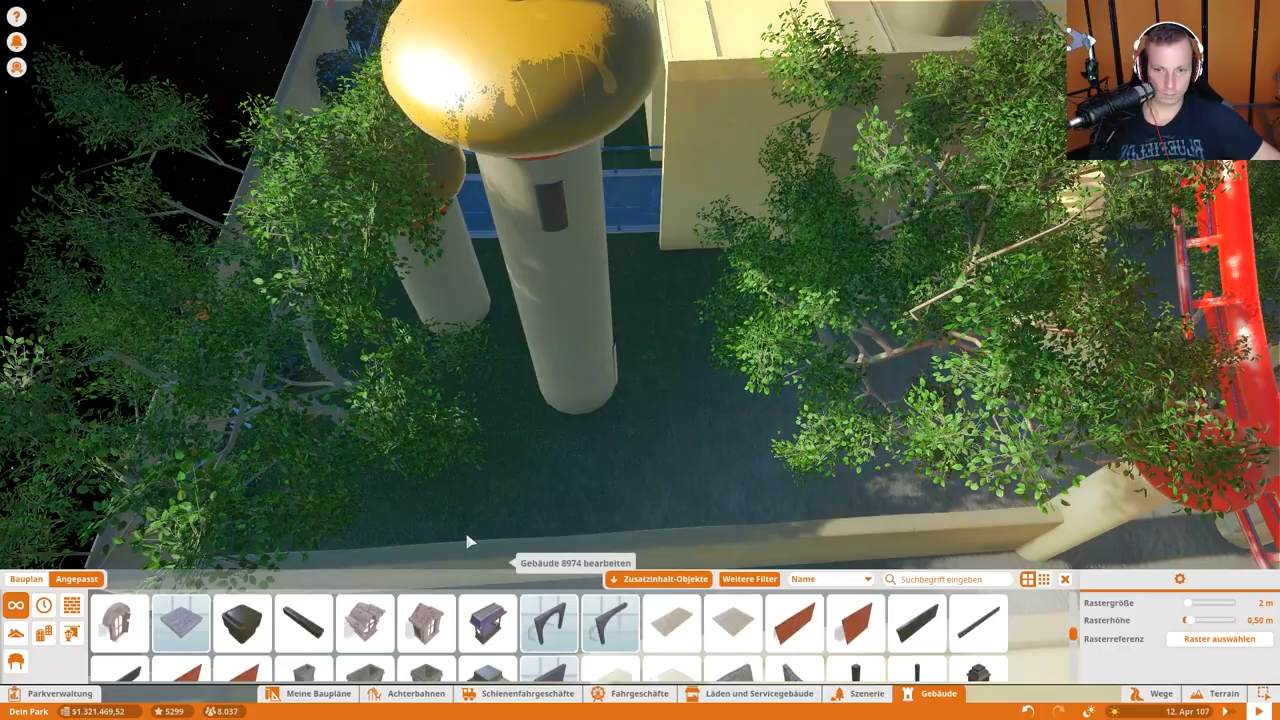 ?
BLUEFIELD
Gebäude 8974 bearbeiten
Bauplan Angepasst Zusatzinhalt-Objekte Weitere Filter Name Suchbegriff eingeben
Rastergröße 2 m
Rasterhöhe 0,50 m
Rasterreferenz Raster auswählen
Parkverwaltung Meine Baupläne Achterbahnen Schienenfahrgeschäfte Fahrgeschäfte Läden und Servicegebäude Szenerie Gebäude Wege Terrain
Dein Park $1.321.469,52 5299 8.037 12. Apr 107